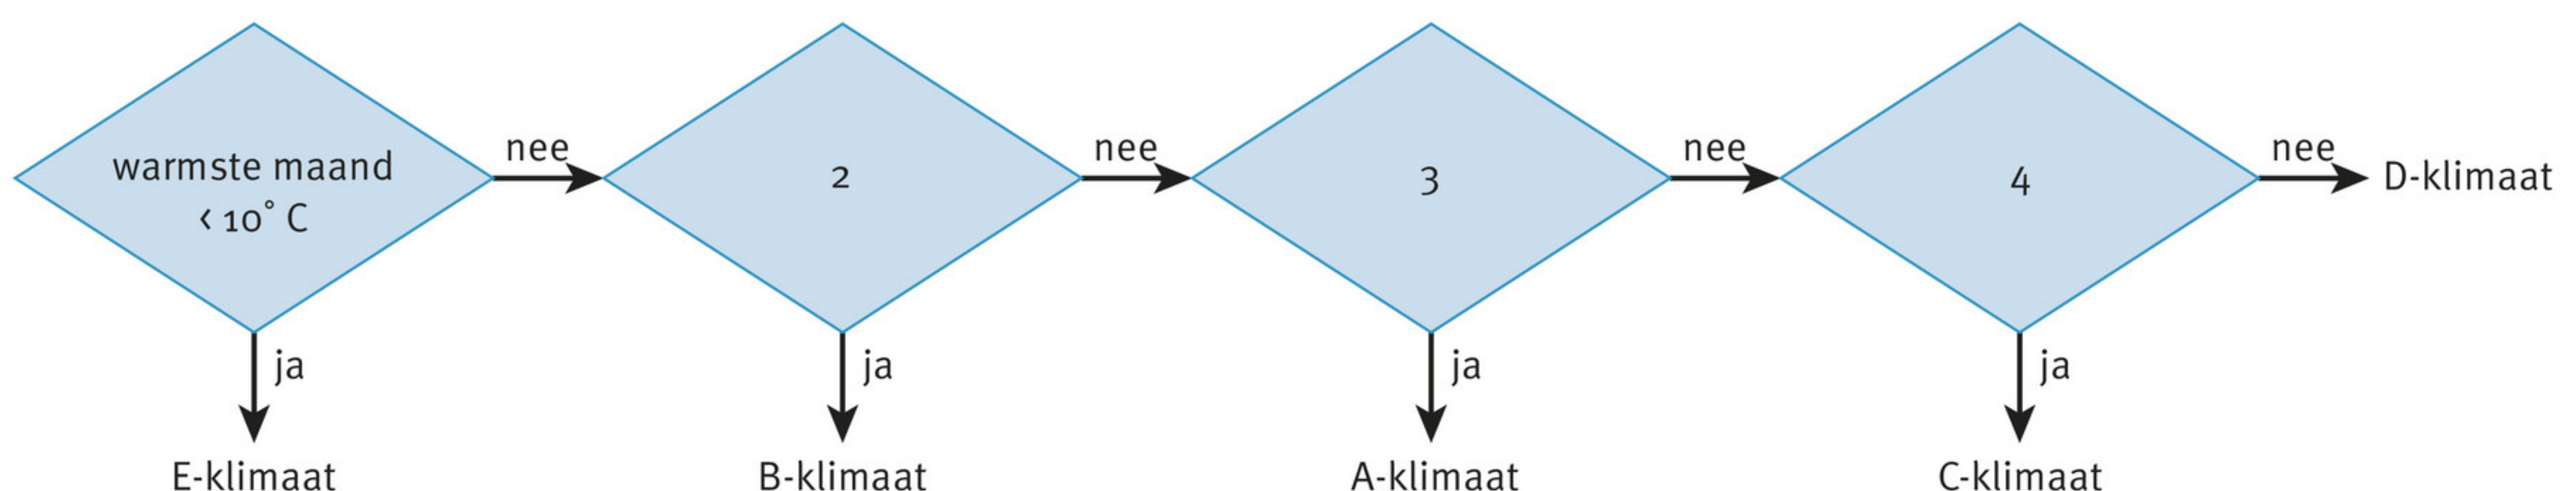 warmste maand
< 10° C
nee
2
nee
3
nee
4
nee
D-klimaat
ja
ja
ja
ja
E-klimaat
B-klimaat
A-klimaat
C-klimaat